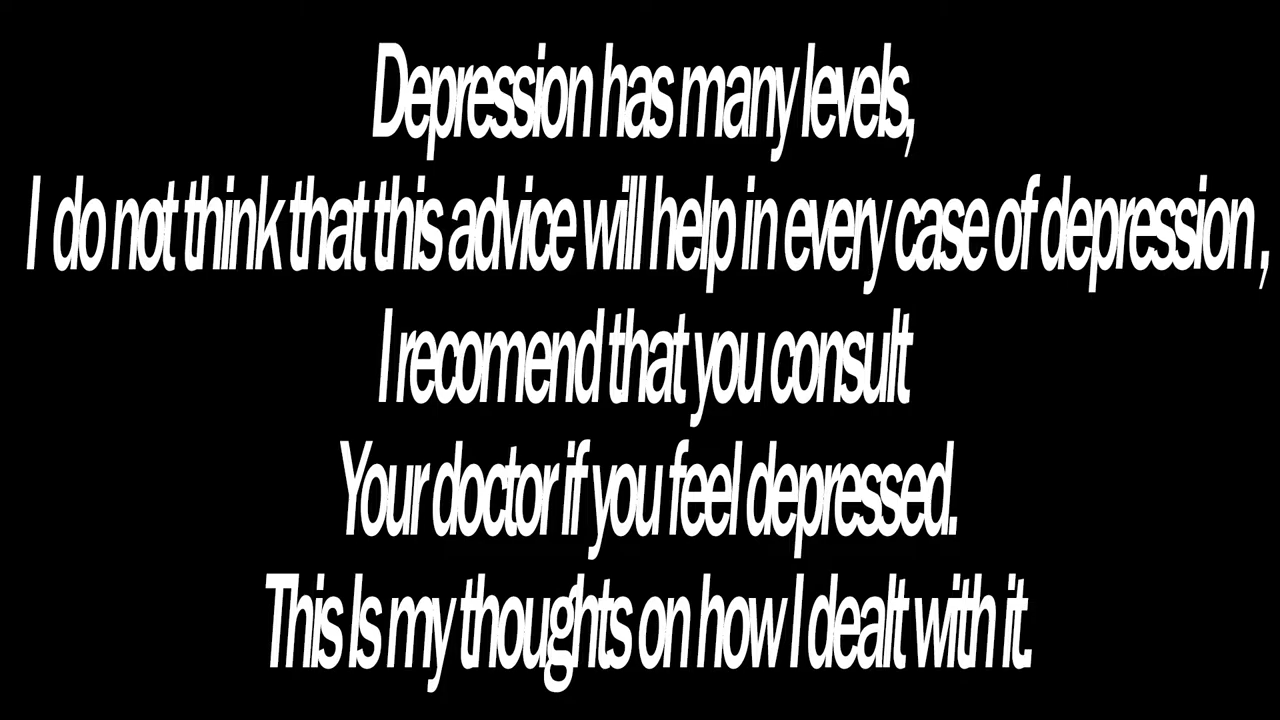 Depression has many levels,
I do not think that this advice will help in every case of depression ,
I recomend that you consult
Your doctor if you feel depressed.
This Is my thoughts on how I dealt with it.